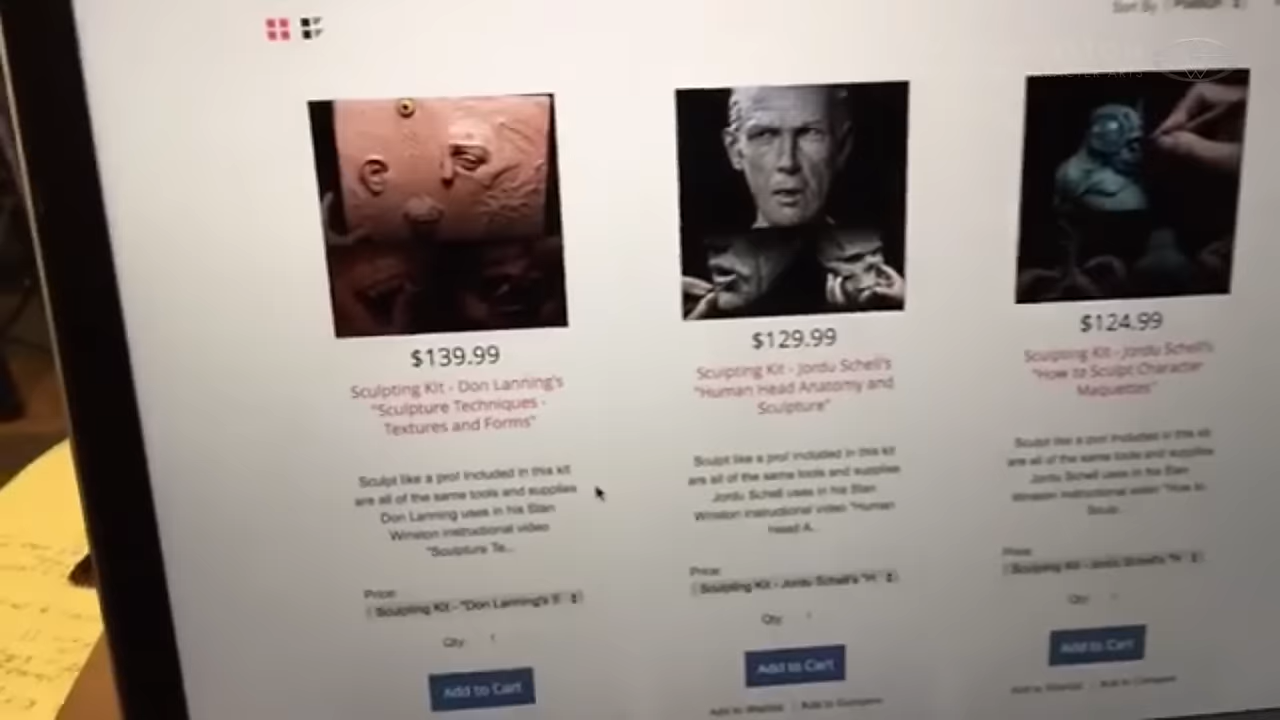 Sort By Position
$139.99
Sculpting Kit - Don Lanning's
"Sculpture Techniques -
Textures and Forms"
Sculpt like a pro! Included in this kit
are all of the same tools and supplies
Don Lanning uses in his Stan
Winston instructional video
"Sculpture Te...
Price:
Sculpting Kit - "Don Lanning's S
Qty: 1
Add to Cart
$129.99
Sculpting Kit - Jordu Schell's
"Human Head Anatomy and
Sculpture"
Sculpt like a pro! Included in this kit
are all of the same tools and supplies
Jordu Schell uses in his Stan
Winston instructional video "Human
Head A...
Price:
Sculpting Kit - Jordu Schell's "H
Qty: 1
Add to Cart
Add to Wishlist | Add to Compare
$124.99
Sculpting Kit - Jordu Schell's
"How to Sculpt Character
Maquettes"
Sculpt like a pro! Included in this kit
are all of the same tools and supplies
Jordu Schell uses in his Stan
Winston instructional video "How to
Sculp...
Price:
Sculpting Kit - Jordu Schell's "H
Qty: 1
Add to Cart
Add to Wishlist | Add to Compare